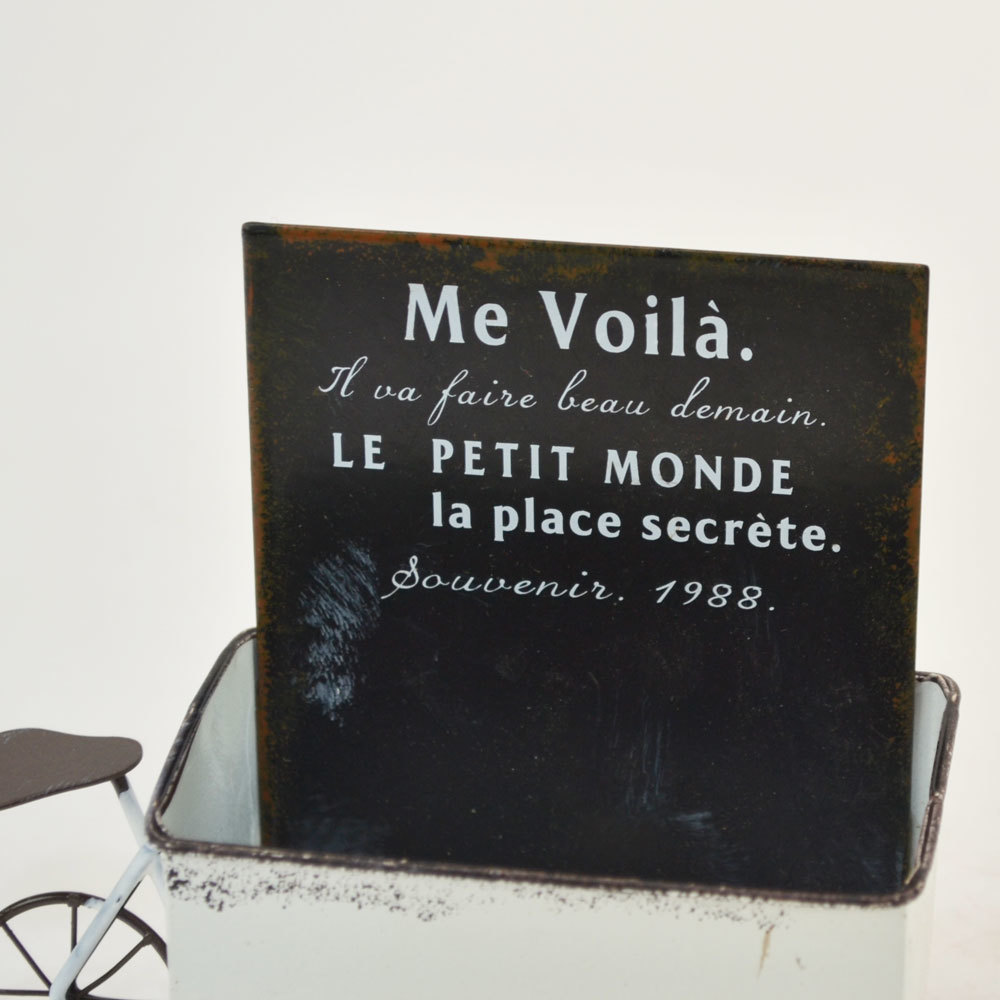 Me Voilà.
Il va faire beau demain.
LE PETIT MONDE
la place secrète.
Souvenir. 1988.